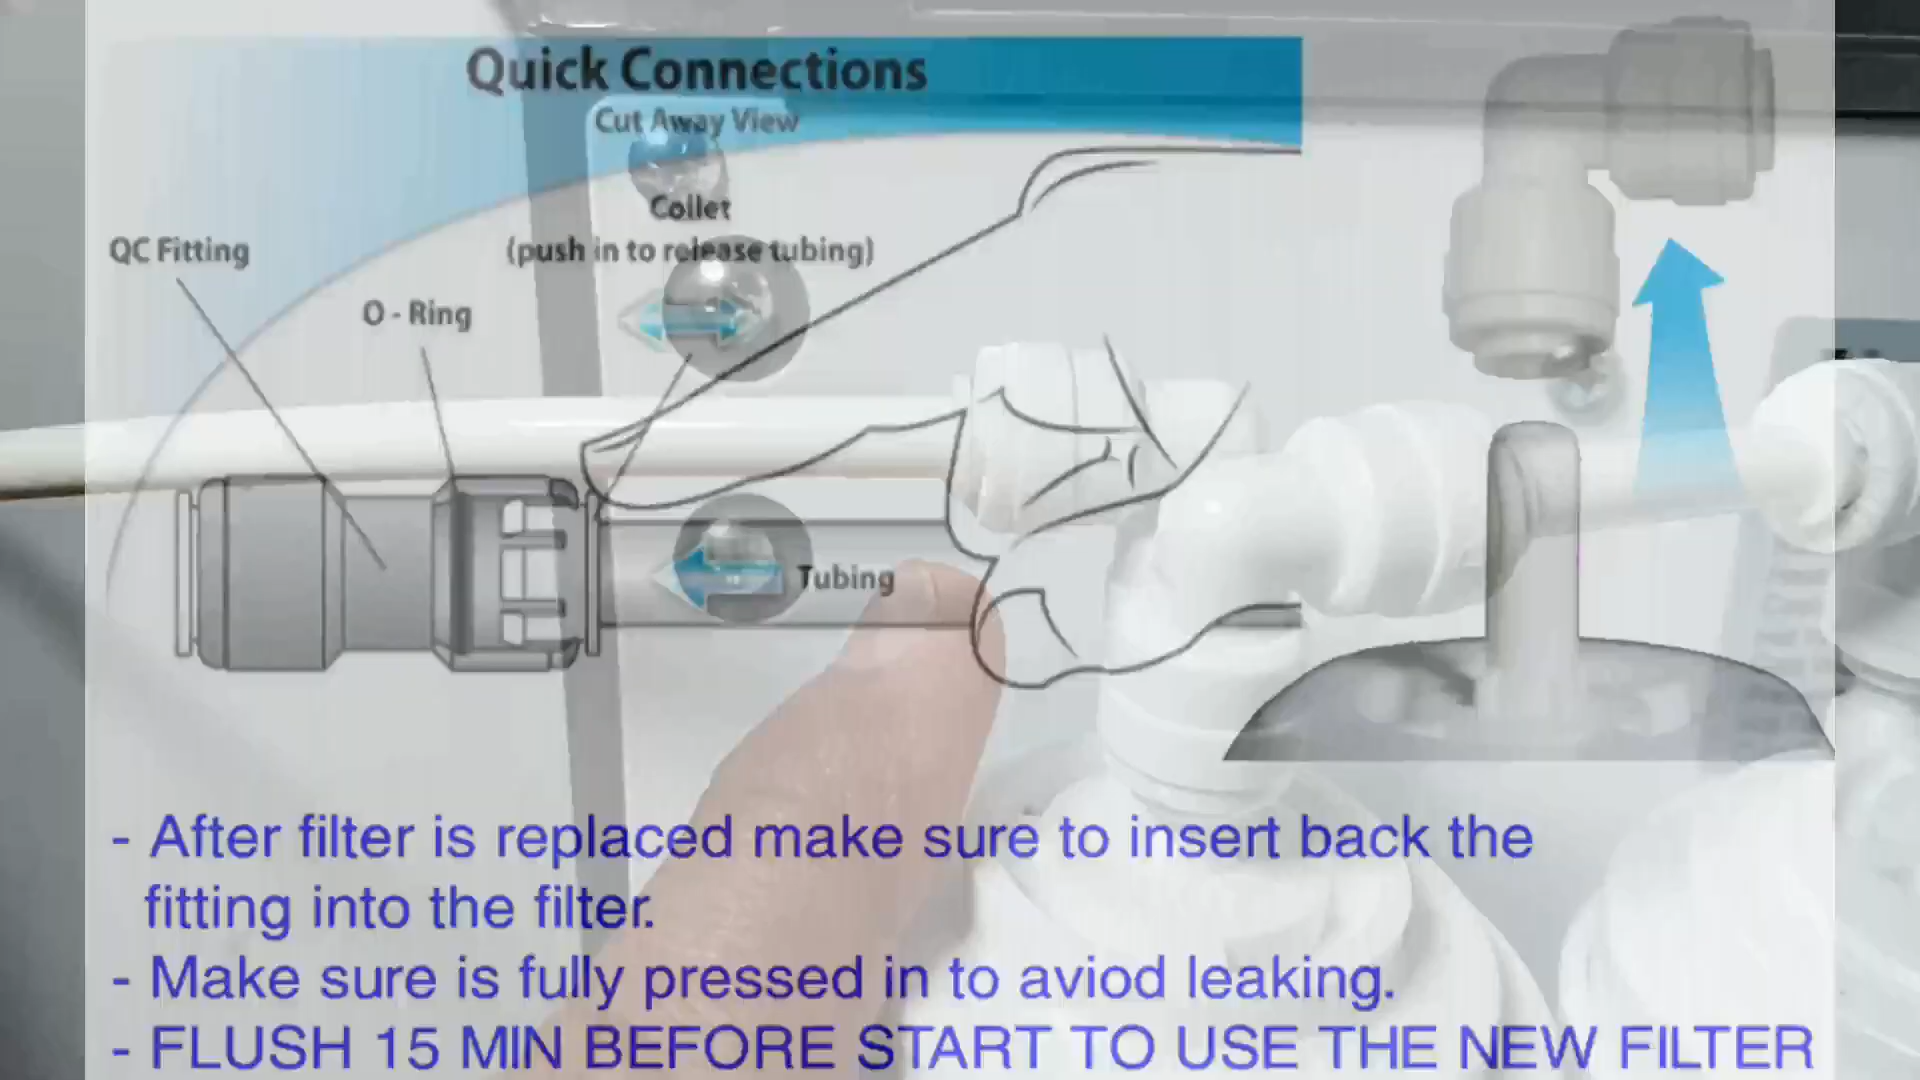 Quick Connections
Cut Away View
Collet
(push in to release tubing)
QC Fitting
O - Ring
Tubing
- After filter is replaced make sure to insert back the
fitting into the filter.
- Make sure is fully pressed in to aviod leaking.
- FLUSH 15 MIN BEFORE START TO USE THE NEW FILTER